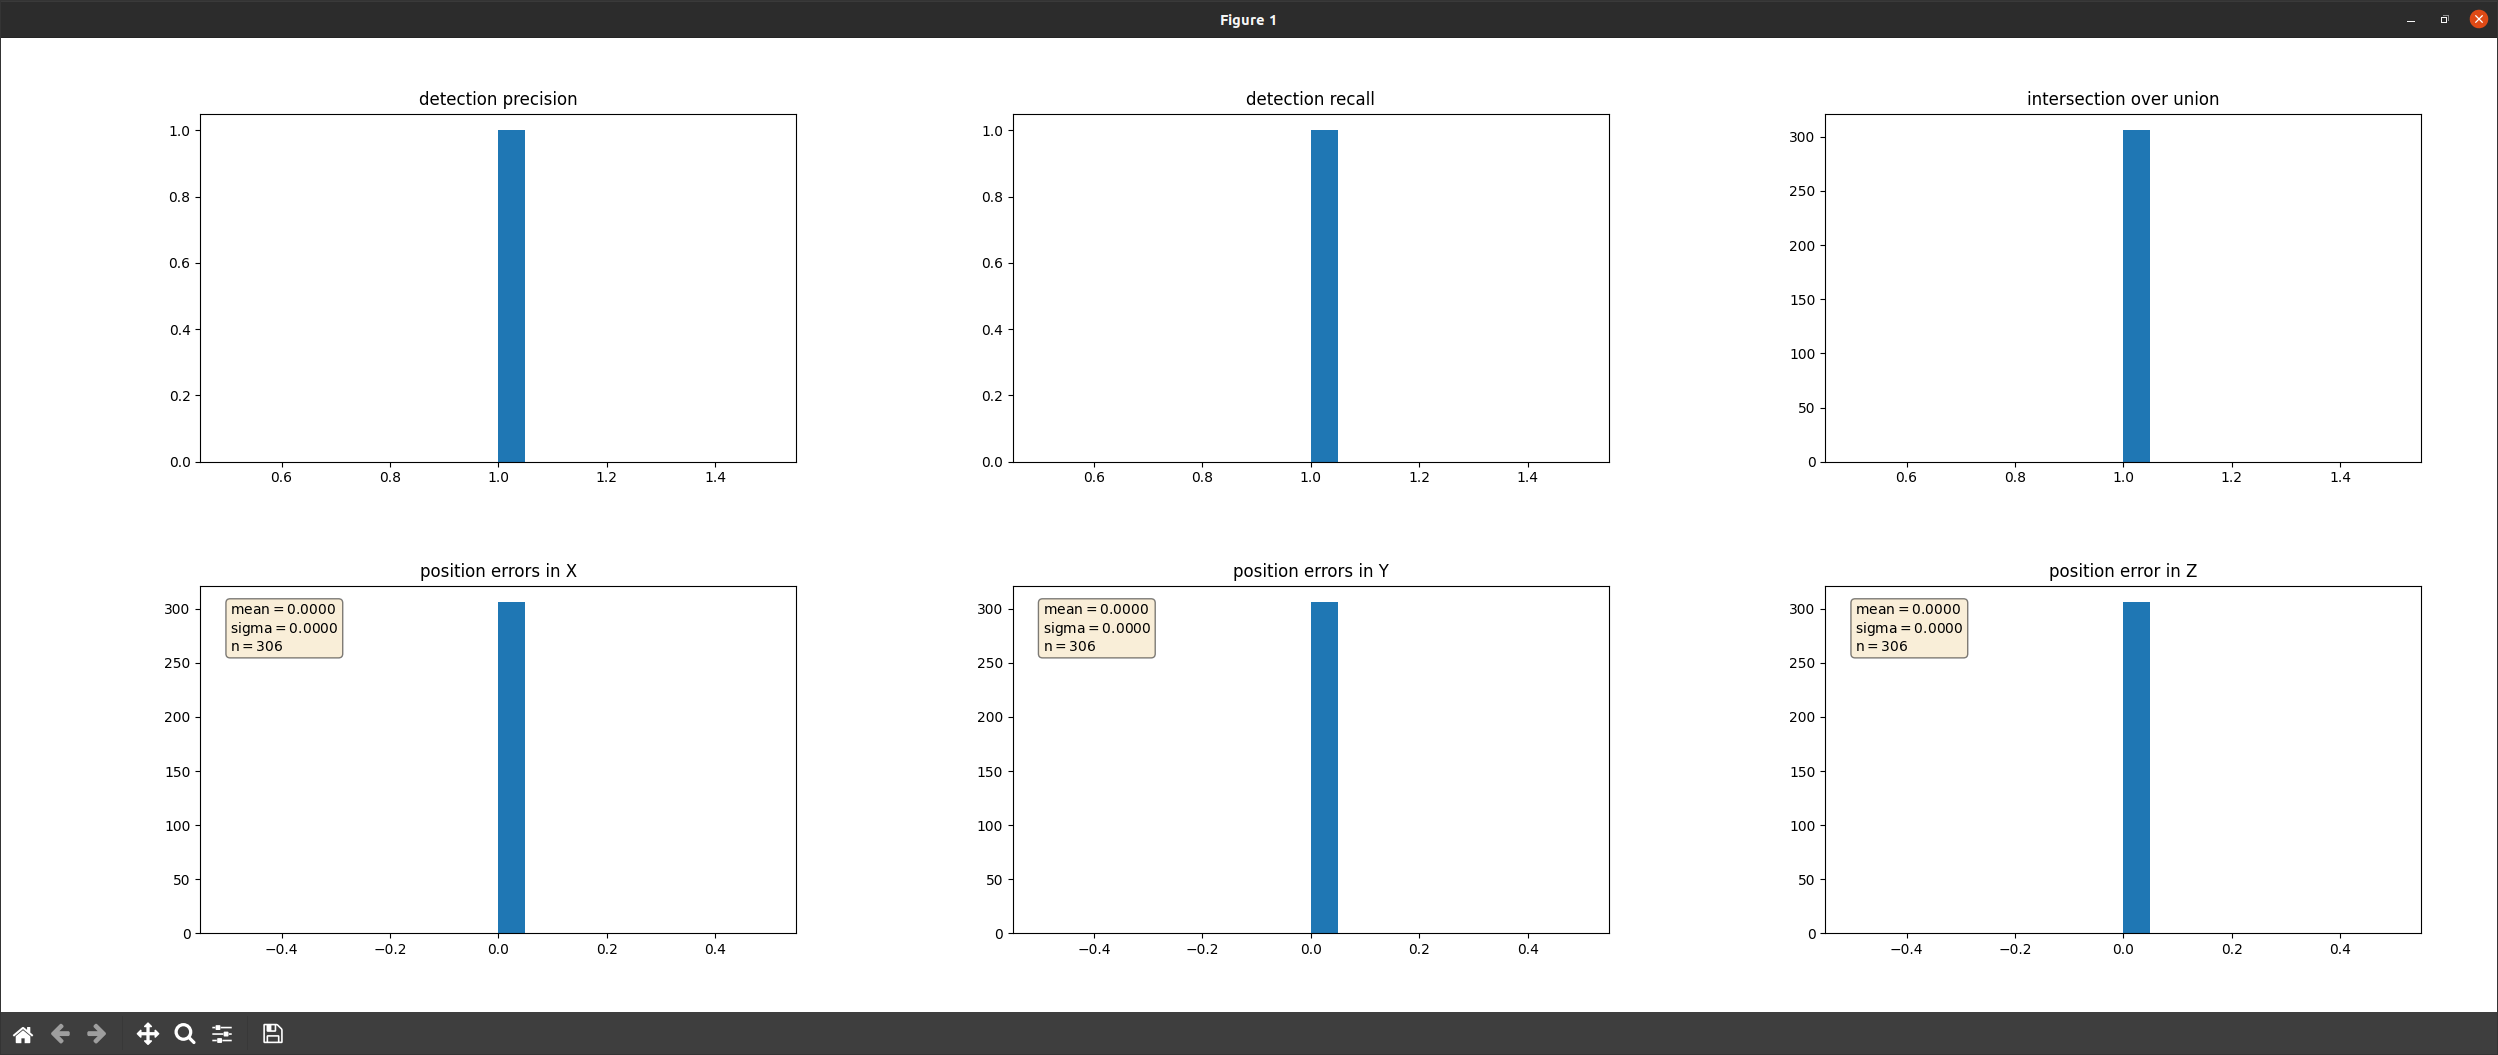 Figure 1
detection precision
1.0
0.8
0.6
0.4
0.2
0.0
0.6 0.8 1.0 1.2 1.4
detection recall
1.0
0.8
0.6
0.4
0.2
0.0
0.6 0.8 1.0 1.2 1.4
intersection over union
300
250
200
150
100
50
0
0.6 0.8 1.0 1.2 1.4
position errors in X
mean = 0.0000
sigma = 0.0000
n = 306
300
250
200
150
100
50
0
−0.4 −0.2 0.0 0.2 0.4
position errors in Y
mean = 0.0000
sigma = 0.0000
n = 306
300
250
200
150
100
50
0
−0.4 −0.2 0.0 0.2 0.4
position error in Z
mean = 0.0000
sigma = 0.0000
n = 306
300
250
200
150
100
50
0
−0.4 −0.2 0.0 0.2 0.4